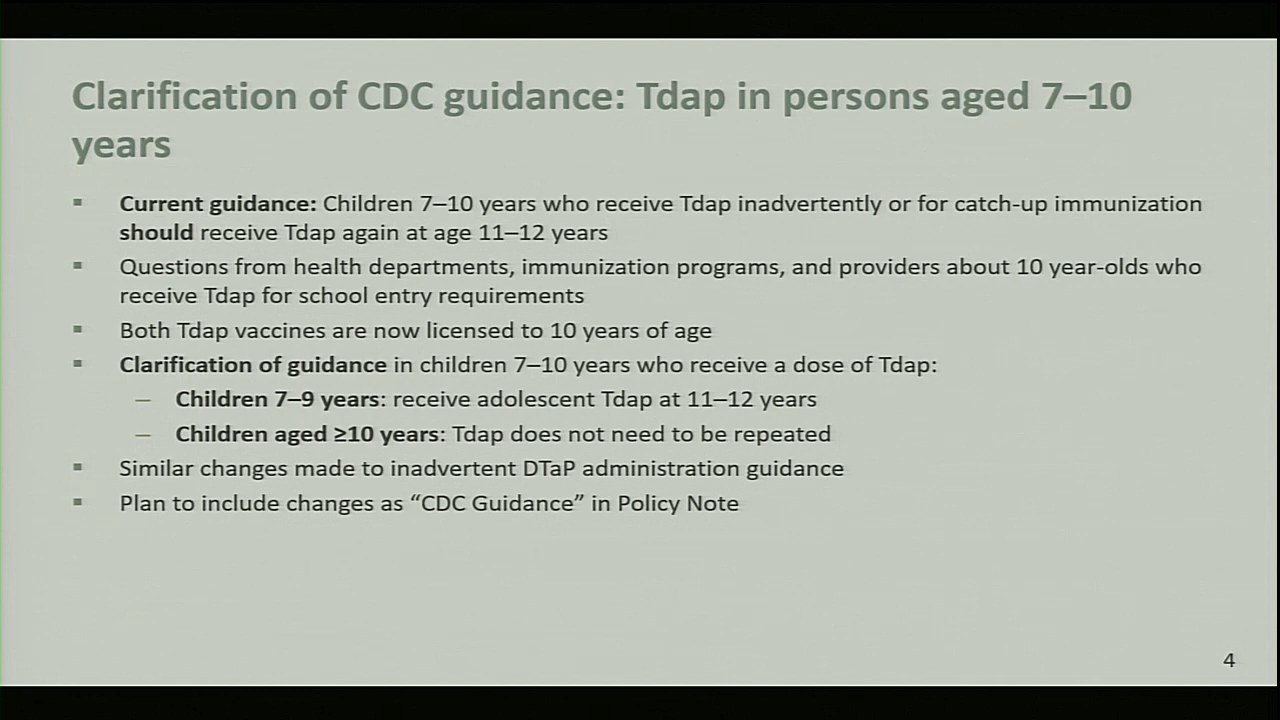 Clarification of CDC guidance: Tdap in persons aged 7–10
years
▪ Current guidance: Children 7–10 years who receive Tdap inadvertently or for catch-up immunization
should receive Tdap again at age 11–12 years
▪ Questions from health departments, immunization programs, and providers about 10 year-olds who
receive Tdap for school entry requirements
▪ Both Tdap vaccines are now licensed to 10 years of age
▪ Clarification of guidance in children 7–10 years who receive a dose of Tdap:
– Children 7–9 years: receive adolescent Tdap at 11–12 years
– Children aged ≥10 years: Tdap does not need to be repeated
▪ Similar changes made to inadvertent DTaP administration guidance
▪ Plan to include changes as “CDC Guidance” in Policy Note
4